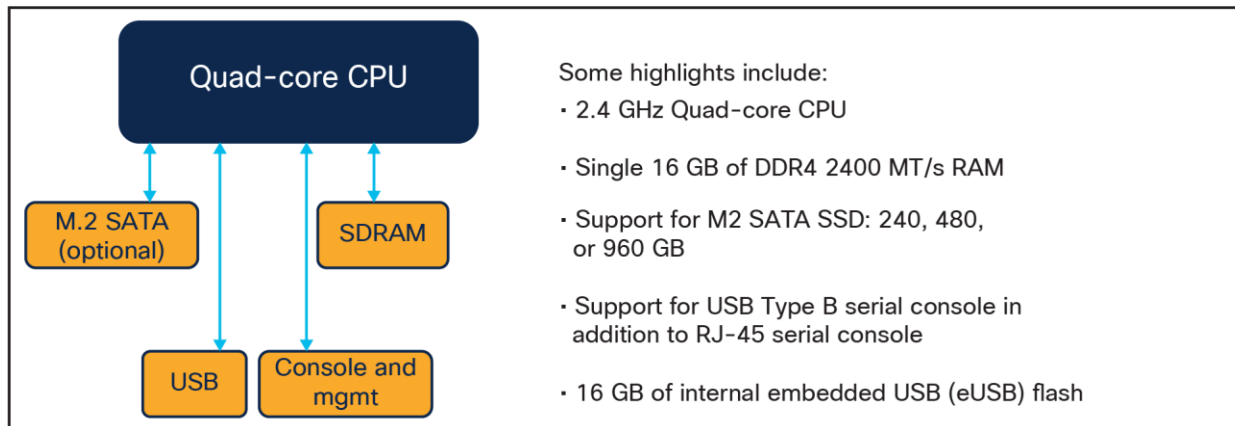 Quad-core CPU
M.2 SATA
(optional)
SDRAM
USB
Console and
mgmt
Some highlights include:
· 2.4 GHz Quad-core CPU
· Single 16 GB of DDR4 2400 MT/s RAM
· Support for M2 SATA SSD: 240, 480,
or 960 GB
· Support for USB Type B serial console in
addition to RJ-45 serial console
· 16 GB of internal embedded USB (eUSB) flash